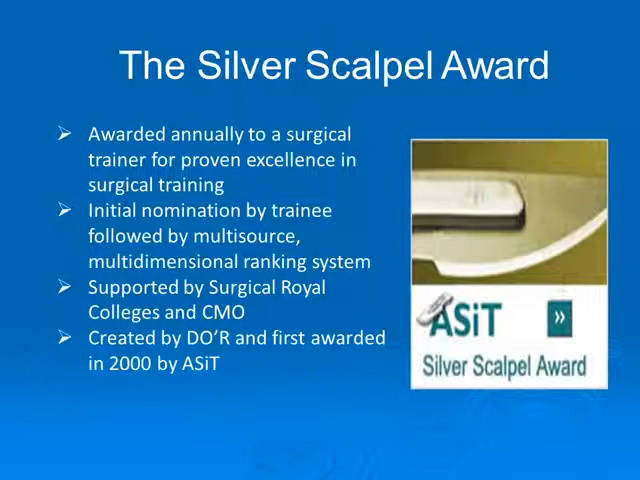 The Silver Scalpel Award
➢ Awarded annually to a surgical
trainer for proven excellence in
surgical training
➢ Initial nomination by trainee
followed by multisource,
multidimensional ranking system
➢ Supported by Surgical Royal
Colleges and CMO
➢ Created by DO’R and first awarded
in 2000 by ASiT
ASiT »
Silver Scalpel Award